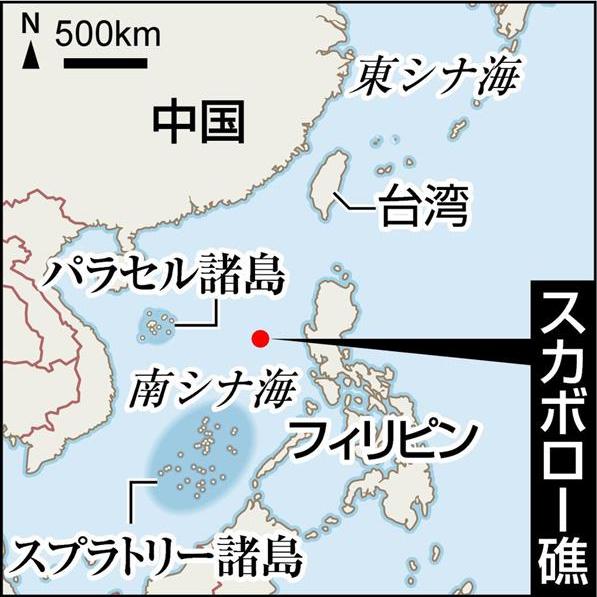 N
500km
東シナ海
中国
台湾
パラセル諸島
スカボロー礁
南シナ海
フィリピン
スプラトリー諸島